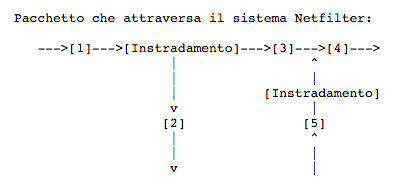 Pacchetto che attraversa il sistema Netfilter:
--->[1]--->[Instradamento]--->[3]--->[4]--->
| ^
| |
| [Instradamento]
v |
[2] [5]
| ^
| |
v |